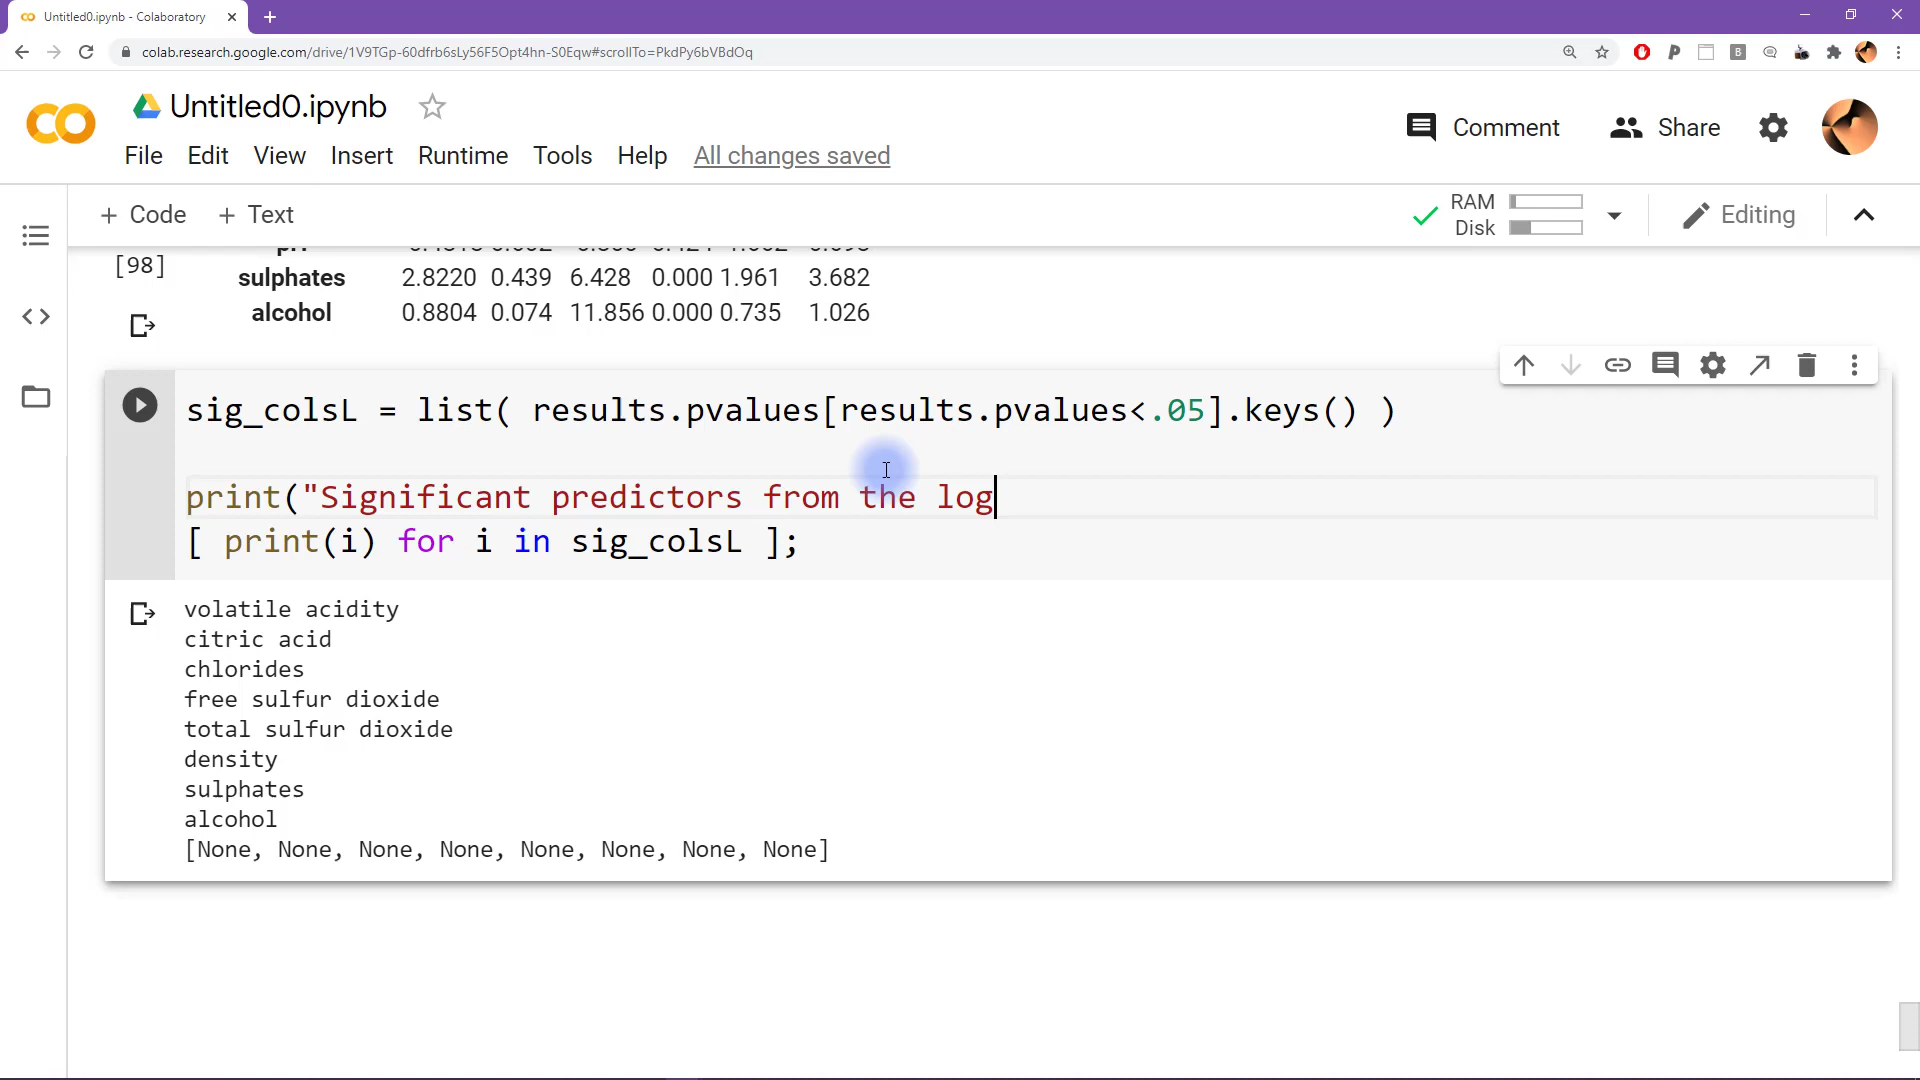 Untitled0.ipynb - Colaboratory
colab.research.google.com/drive/1V9TGp-60dfrb6sLy56F5Opt4hn-S0Eqw#scrollTo=PkdPy6bVBdOq
Untitled0.ipynb
Comment Share
File Edit View Insert Runtime Tools Help All changes saved
+ Code + Text
RAM
Disk
Editing
[98]
sulphates 2.8220 0.439 6.428 0.000 1.961 3.682
alcohol 0.8804 0.074 11.856 0.000 0.735 1.026
sig_colsL = list( results.pvalues[results.pvalues<.05].keys() )
print("Significant predictors from the log
[ print(i) for i in sig_colsL ];
volatile acidity
citric acid
chlorides
free sulfur dioxide
total sulfur dioxide
density
sulphates
alcohol
[None, None, None, None, None, None, None, None]